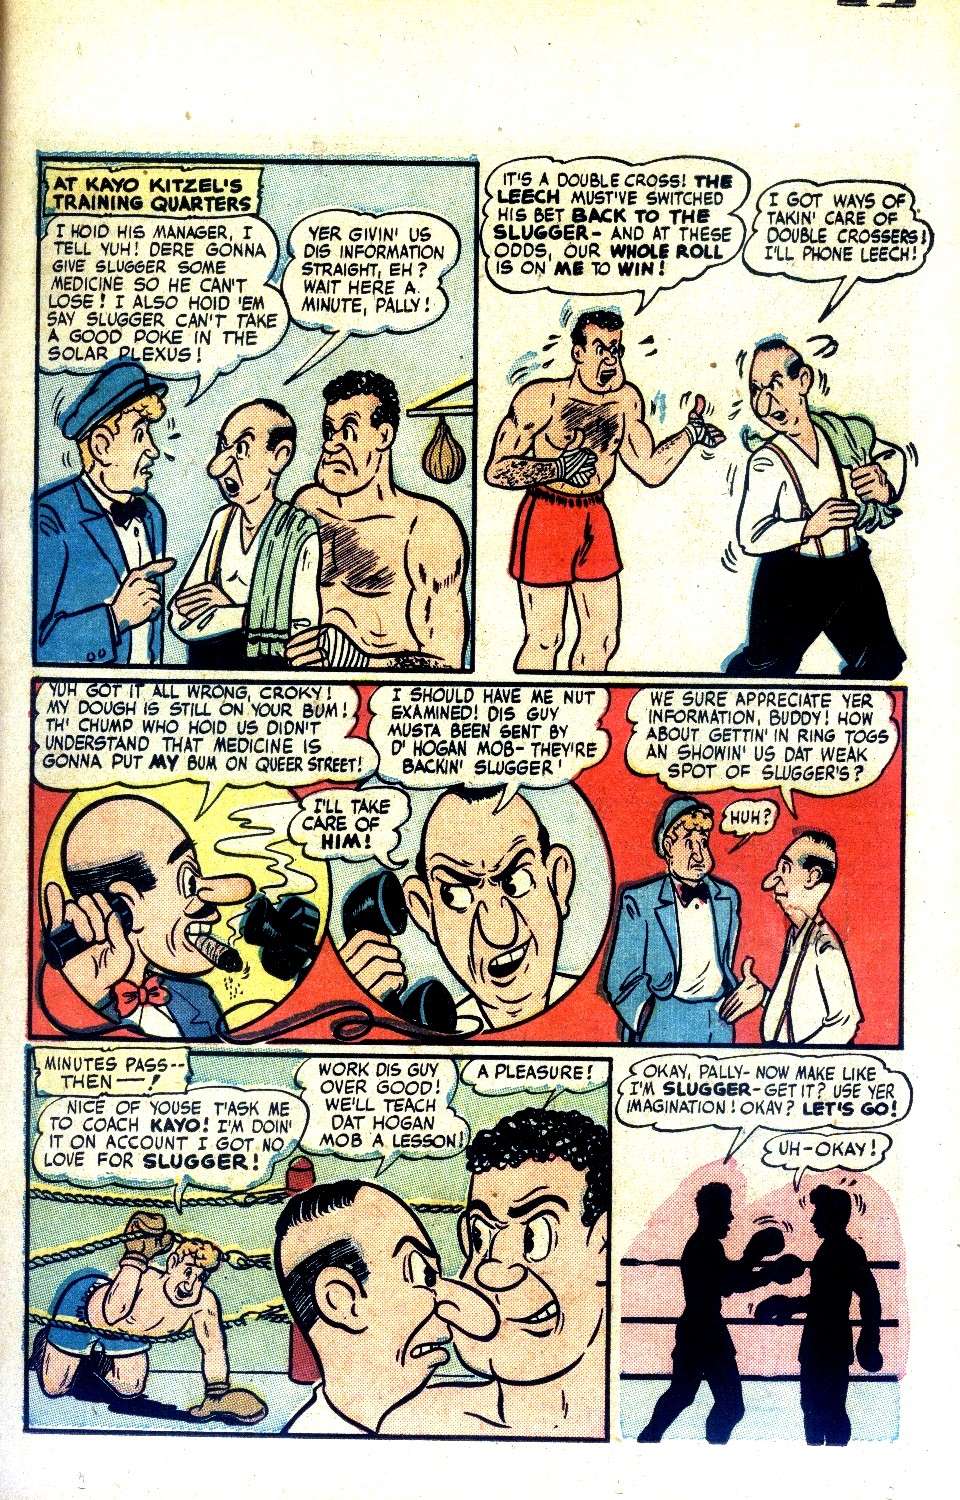 AT KAYO KITZEL'S
TRAINING QUARTERS
I HOID HIS MANAGER, I
TELL YUH! DERE GONNA
GIVE SLUGGER SOME
MEDICINE SO HE CAN'T
LOSE! I ALSO HOID 'EM
SAY SLUGGER CAN'T TAKE
A GOOD POKE IN THE
SOLAR PLEXUS!
YER GIVIN' US
DIS INFORMATION
STRAIGHT, EH?
WAIT HERE A
MINUTE, PALLY!
IT'S A DOUBLE CROSS! THE
LEECH MUST'VE SWITCHED
HIS BET BACK TO THE
SLUGGER- AND AT THESE
ODDS, OUR WHOLE ROLL
IS ON ME TO WIN!
I GOT WAYS OF
TAKIN' CARE OF
DOUBLE CROSSERS!
I'LL PHONE LEECH!
YUH GOT IT ALL WRONG, CROKY!
MY DOUGH IS STILL ON YOUR BUM!
TH' CHUMP WHO HOID US DIDN'T
UNDERSTAND THAT MEDICINE IS
GONNA PUT MY BUM ON QUEER STREET!
I SHOULD HAVE ME NUT
EXAMINED! DIS GUY
MUSTA BEEN SENT BY
D' HOGAN MOB- THEY'RE
BACKIN' SLUGGER'
I'LL TAKE
CARE OF
HIM!
WE SURE APPRECIATE YER
INFORMATION, BUDDY! HOW
ABOUT GETTIN' IN RING TOGS
AN SHOWIN' US DAT WEAK
SPOT OF SLUGGER'S?
HUH?
MINUTES PASS--
THEN —!
NICE OF YOUSE T'ASK ME
TO COACH KAYO! I'M DOIN'
IT ON ACCOUNT I GOT NO
LOVE FOR SLUGGER!
WORK DIS GUY
OVER GOOD!
WE'LL TEACH
DAT HOGAN
MOB A LESSON!
A PLEASURE!
OKAY, PALLY- NOW MAKE LIKE
I'M SLUGGER- GET IT? USE YER
IMAGINATION! OKAY? LET'S GO!
UH-OKAY!